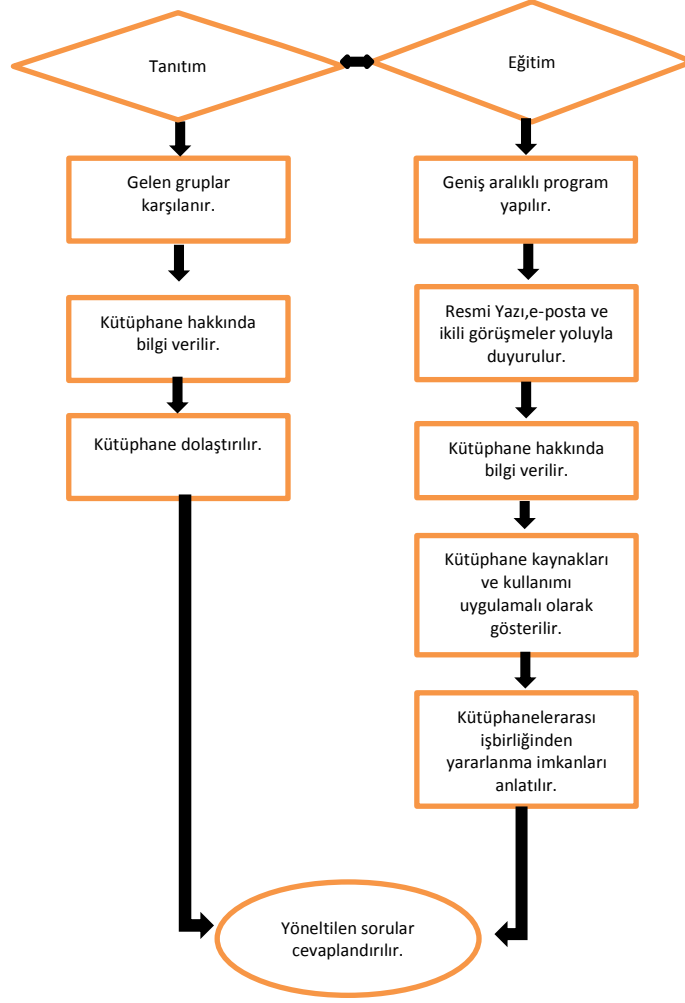 Tanıtım
Eğitim
Gelen gruplar
karşılanır.
Kütüphane hakkında
bilgi verilir.
Kütüphane dolaştırılır.
Geniş aralıklı program
yapılır.
Resmi Yazı,e-posta ve
ikili görüşmeler yoluyla
duyurulur.
Kütüphane hakkında
bilgi verilir.
Kütüphane kaynakları
ve kullanımı
uygulamalı olarak
gösterilir.
Kütüphanelerarası
işbirliğinden
yararlanma imkanları
anlatılır.
Yöneltilen sorular
cevaplandırılır.